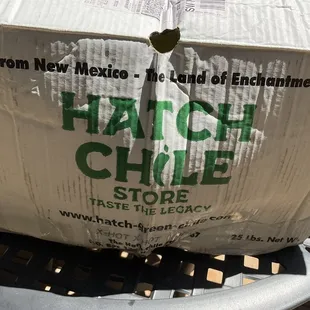 rom New Mexico - The Land of Enchantme
HATCH
CHILE
STORE
TASTE THE LEGACY
www.hatch-green-chile.com
25 lbs. Net W